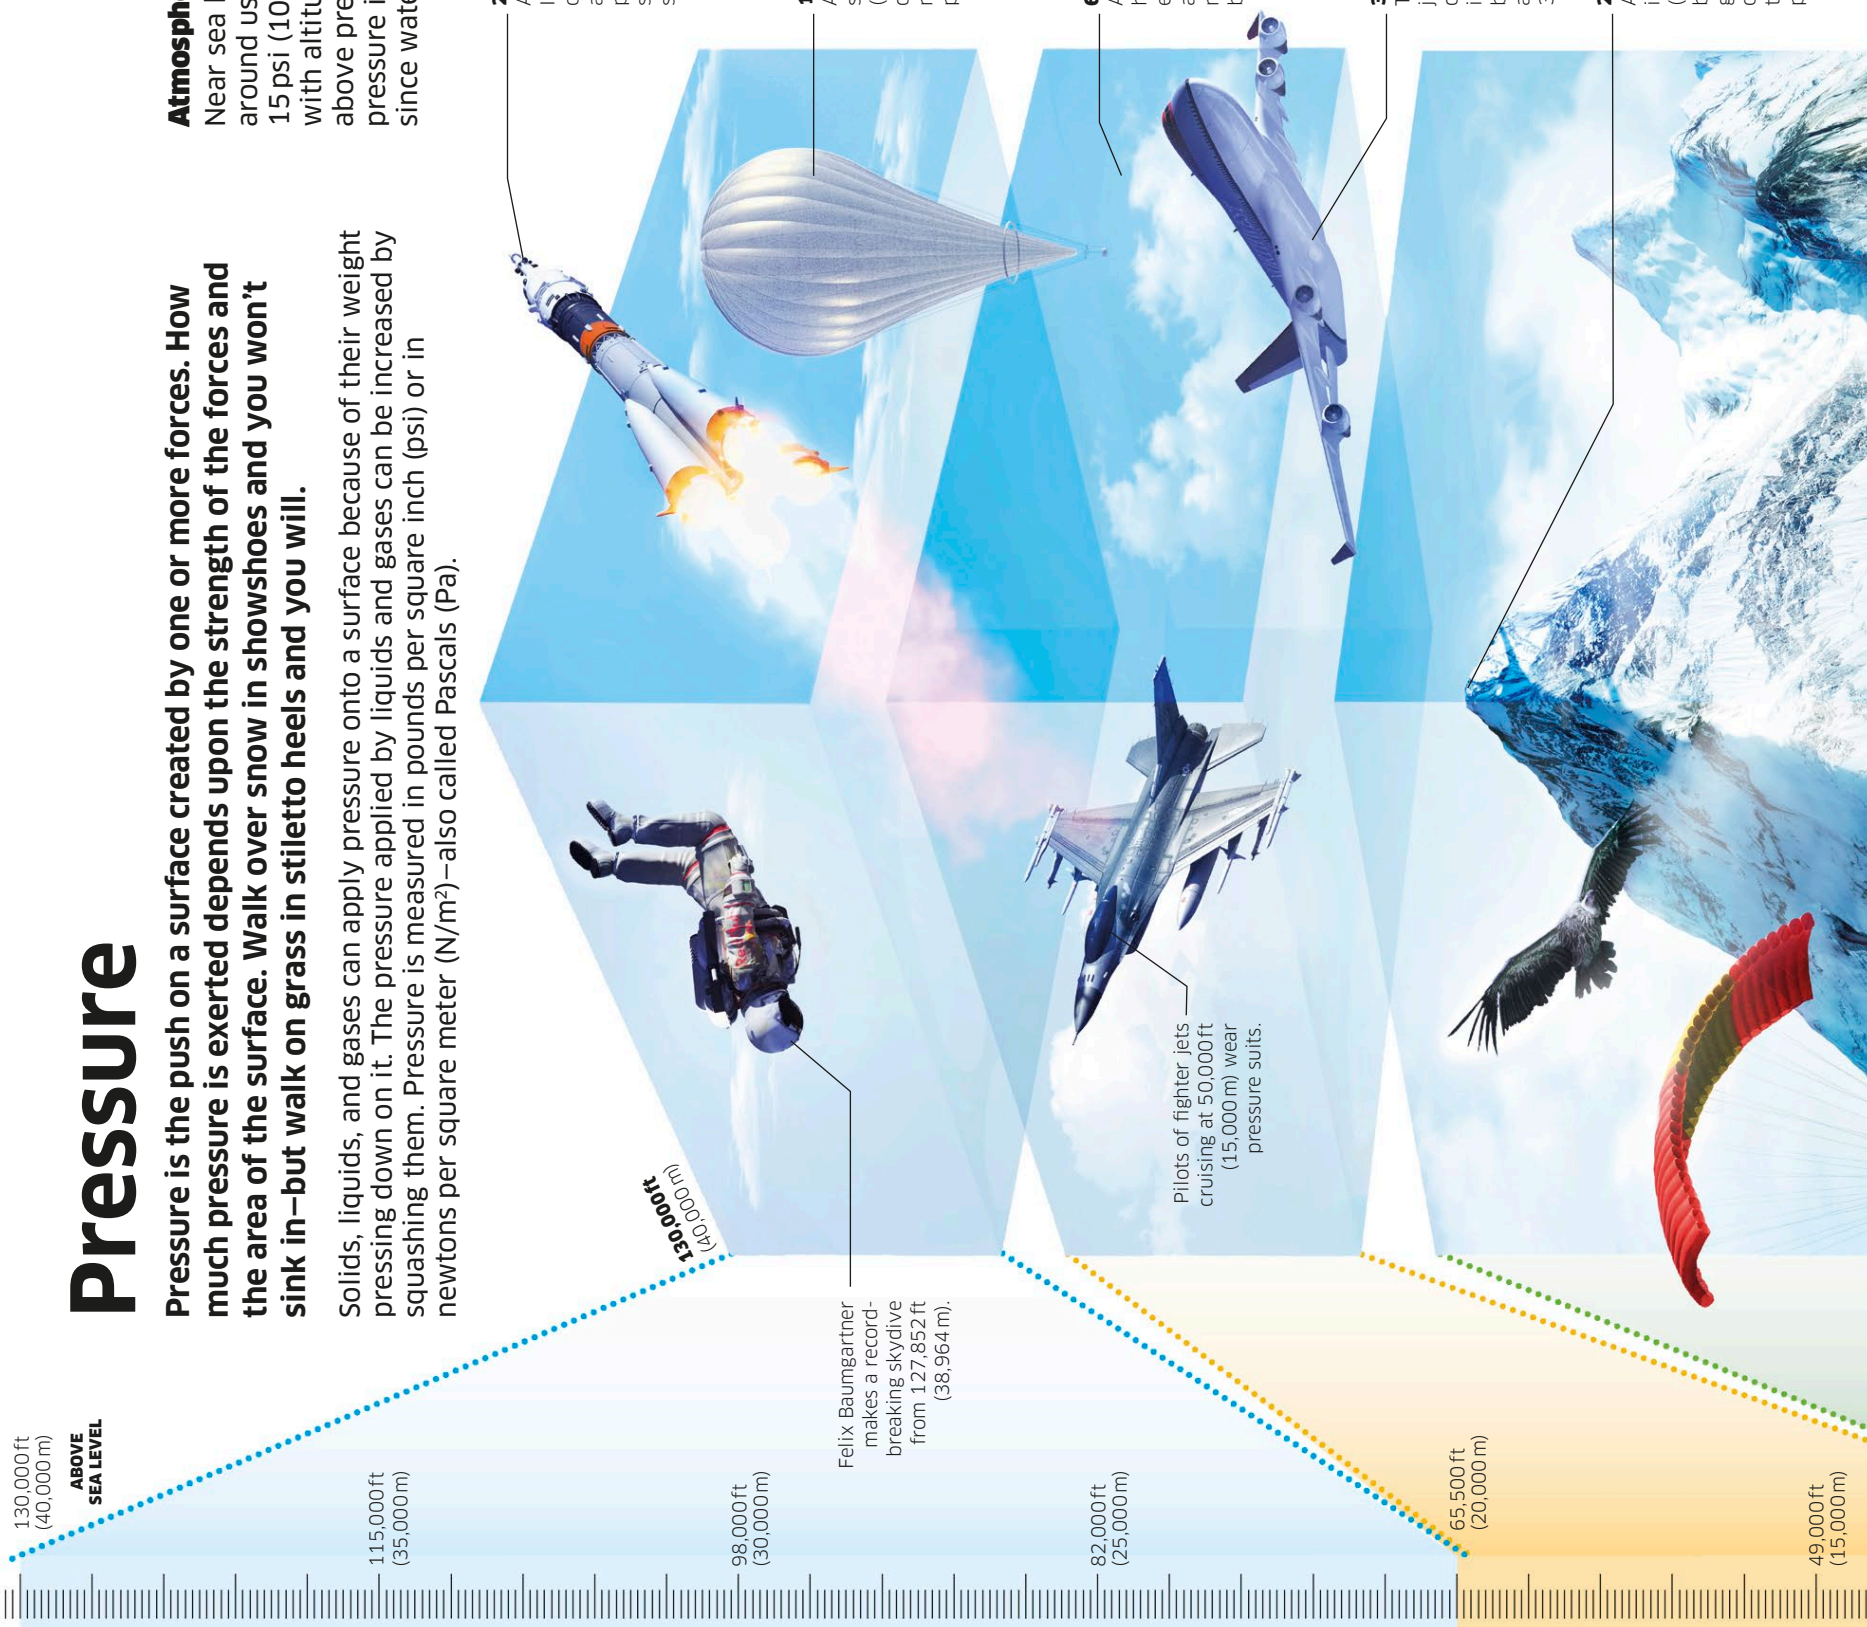 Pressure
Pressure is the push on a surface created by one or more forces. How
much pressure is exerted depends upon the strength of the forces and
the area of the surface. Walk over snow in showshoes and you won't
sink in–but walk on grass in stiletto heels and you will.
Solids, liquids, and gases can apply pressure onto a surface because of their weight
pressing down on it. The pressure applied by liquids and gases can be increased by
squashing them. Pressure is measured in pounds per square inch (psi) or in
newtons per square meter (N/m²)–also called Pascals (Pa).
Near sea
around us
15 psi (10
with
above
pressure
since
130,000 ft
(40,000 m)
ABOVE
SEA LEVEL
115,000 ft
(35,000 m)
98,000 ft
(30,000 m)
82,000 ft
(25,000 m)
65,500 ft
(20,000 m)
49,000 ft
(15,000 m)
130,000ft
(40,000 m)
Felix Baumgartner
makes a record-
breaking skydive
from 127,852 ft
(38,964 m).
Pilots of fighter jets
cruising at 50,000 ft
(15,000 m) wear
pressure suits.